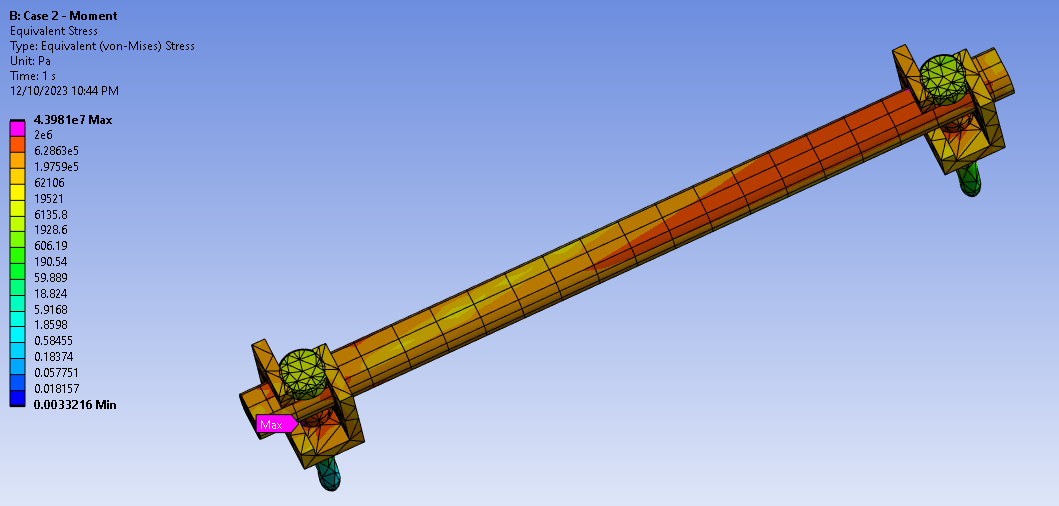 B: Case 2 - Moment
Equivalent Stress
Type: Equivalent (von-Mises) Stress
Unit: Pa
Time: 1 s
12/10/2023 10:44 PM
4.3981e7 Max
2e6
6.2863e5
1.9759e5
62106
19521
6135.8
1928.6
606.19
190.54
59.889
18.824
5.9168
1.8598
0.58455
0.18374
0.057751
0.018157
0.0033216 Min
Max